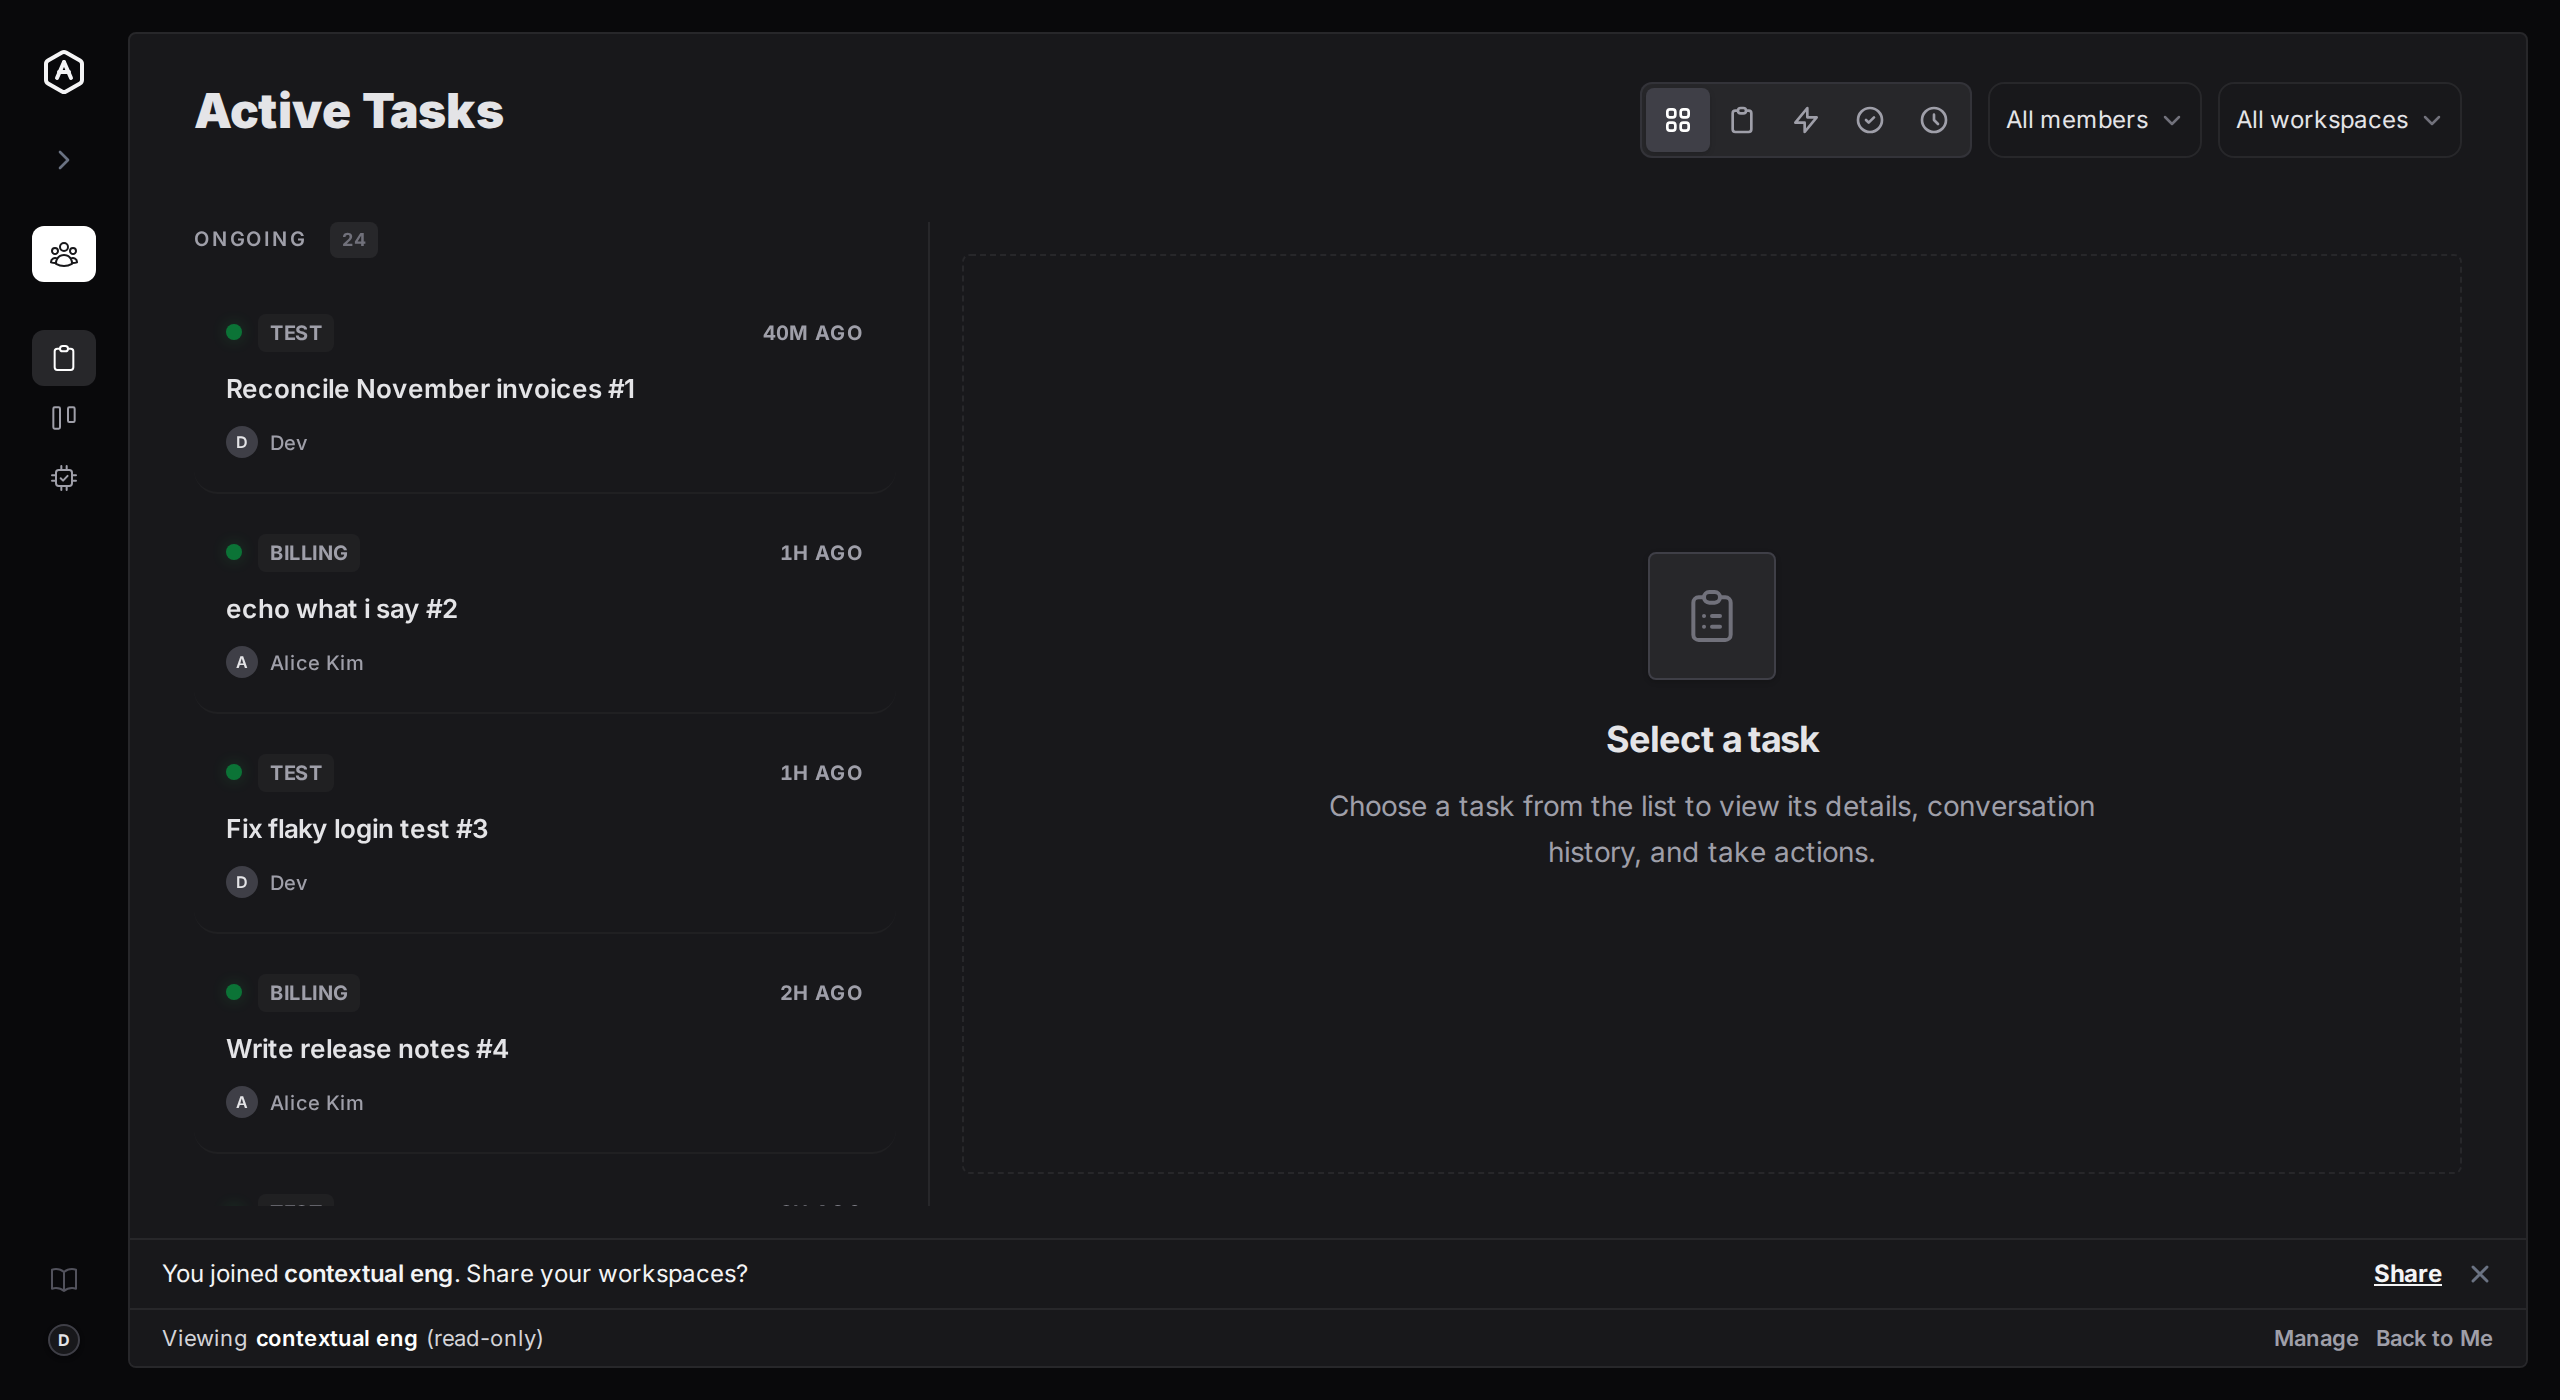 Active Tasks
All members
All workspaces
ONGOING 24
TEST 40M AGO
Reconcile November invoices #1
D Dev
BILLING 1H AGO
echo what i say #2
A Alice Kim
TEST 1H AGO
Fix flaky login test #3
D Dev
BILLING 2H AGO
Write release notes #4
A Alice Kim
Select a task
Choose a task from the list to view its details, conversation
history, and take actions.
You joined contextual eng. Share your workspaces?
Share
D
Viewing contextual eng (read-only)
Manage Back to Me